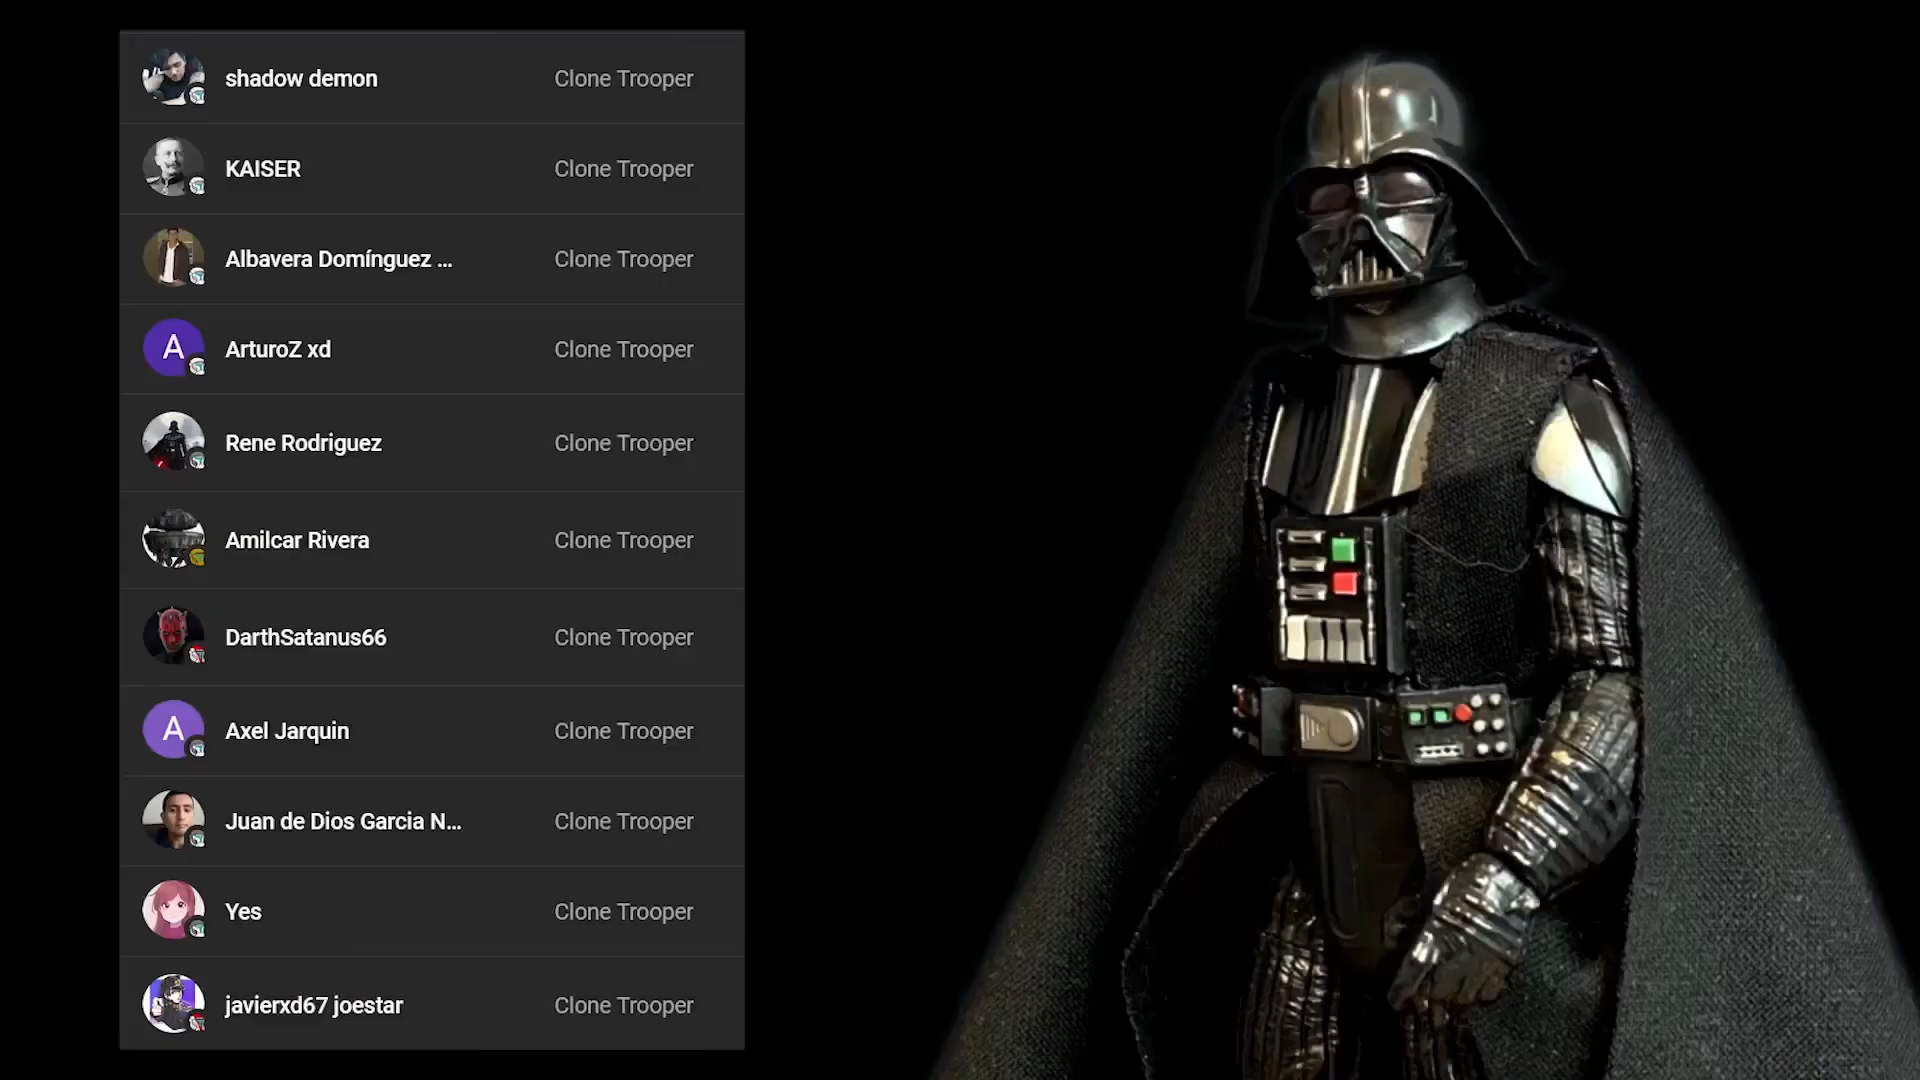 shadow demon Clone Trooper
KAISER Clone Trooper
Albavera Domínguez ... Clone Trooper
A ArturoZ xd Clone Trooper
Rene Rodriguez Clone Trooper
Amilcar Rivera Clone Trooper
DarthSatanus66 Clone Trooper
A Axel Jarquin Clone Trooper
Juan de Dios Garcia N... Clone Trooper
Yes Clone Trooper
javierxd67 joestar Clone Trooper